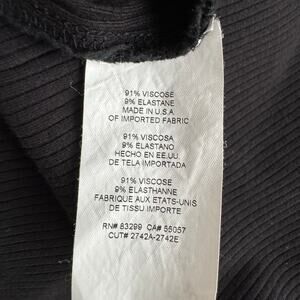 91% VISCOSE
9% ELASTANE
MADE IN U.S.A
OF IMPORTED FABRIC
91% VISCOSA
9% ELASTANO
HECHO EN EE.UU.
DE TELA IMPORTADA
91% VISCOSE
9% ELASTHANNE
FABRIQUE AUX ETATS-UNIS
DE TISSU IMPORTE
RN# 83299 CA# 55057
CUT# 2742A-2742E